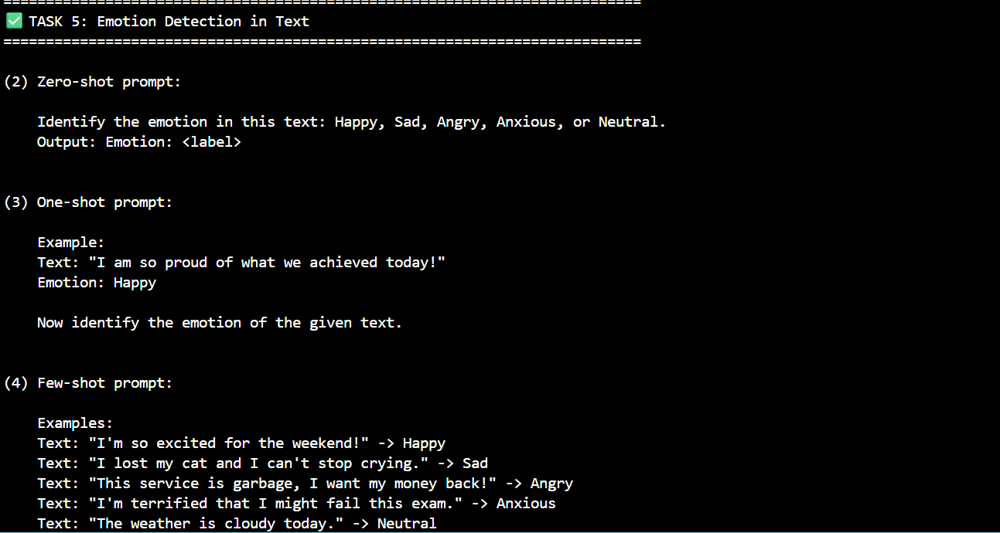 ===========================================================================
✅ TASK 5: Emotion Detection in Text
===========================================================================
(2) Zero-shot prompt:
Identify the emotion in this text: Happy, Sad, Angry, Anxious, or Neutral.
Output: Emotion: <label>
(3) One-shot prompt:
Example:
Text: "I am so proud of what we achieved today!"
Emotion: Happy
Now identify the emotion of the given text.
(4) Few-shot prompt:
Examples:
Text: "I'm so excited for the weekend!" -> Happy
Text: "I lost my cat and I can't stop crying." -> Sad
Text: "This service is garbage, I want my money back!" -> Angry
Text: "I'm terrified that I might fail this exam." -> Anxious
Text: "The weather is cloudy today." -> Neutral